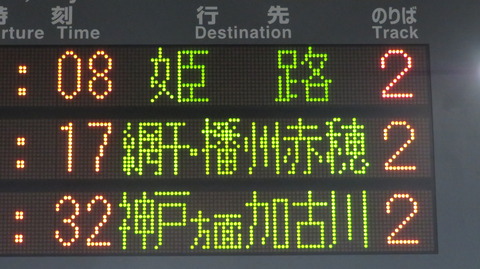 時 刻 行 先 のりば
Time Destination Track
:08 姫路 2
:17 網干・播州赤穂 2
:32 神戸方面加古川 2